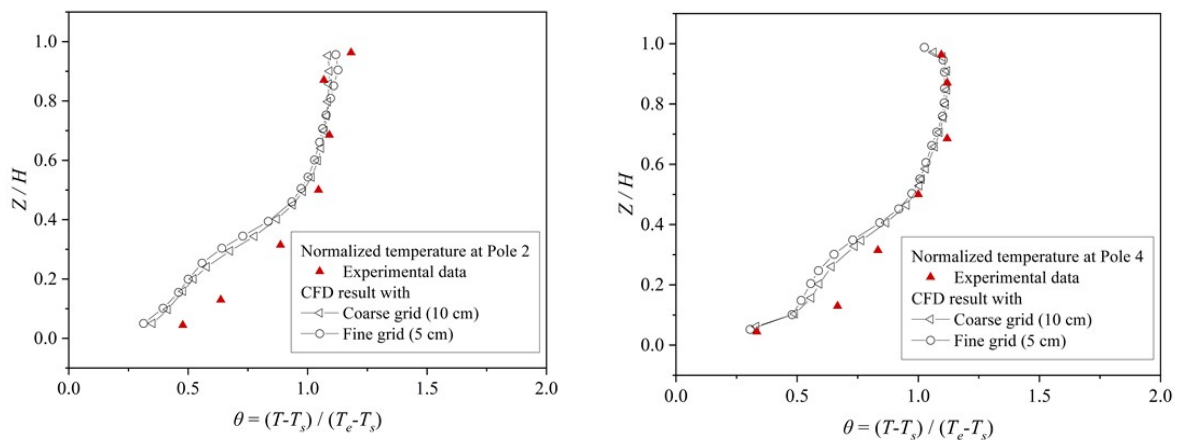 1.0
0.8
0.6
0.4
0.2
0.0
Z / H
Normalized temperature at Pole 2
Experimental data
CFD result with
Coarse grid (10 cm)
Fine grid (5 cm)
0.0 0.5 1.0 1.5 2.0
θ = (T-Ts) / (Te-Ts)
1.0
0.8
0.6
0.4
0.2
0.0
Z / H
Normalized temperature at Pole 4
Experimental data
CFD result with
Coarse grid (10 cm)
Fine grid (5 cm)
0.0 0.5 1.0 1.5 2.0
θ = (T-Ts) / (Te-Ts)